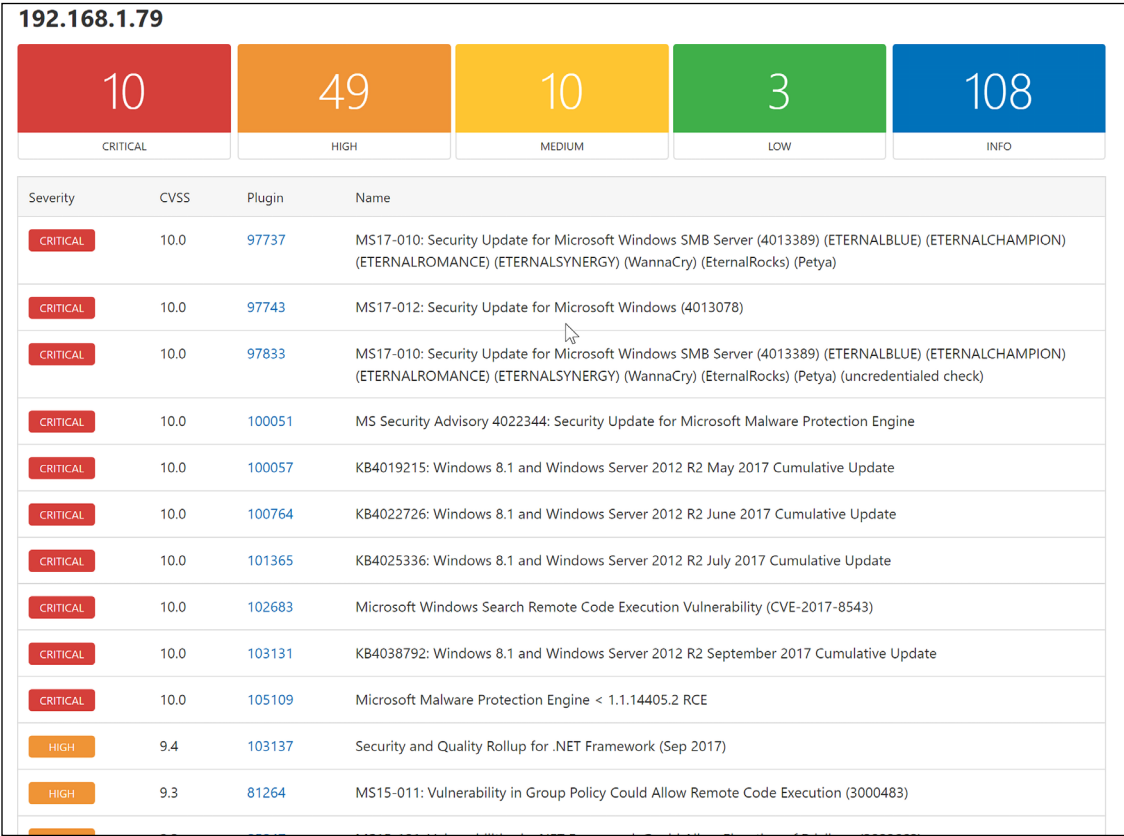 192.168.1.79
10 49 10 3 108
CRITICAL HIGH MEDIUM LOW INFO
Severity CVSS Plugin Name
CRITICAL 10.0 97737 MS17-010: Security Update for Microsoft Windows SMB Server (4013389) (ETERNALBLUE) (ETERNALCHAMPION)
(ETERNALROMANCE) (ETERNALSYNERGY) (WannaCry) (EternalRocks) (Petya)
CRITICAL 10.0 97743 MS17-012: Security Update for Microsoft Windows (4013078)
CRITICAL 10.0 97833 MS17-010: Security Update for Microsoft Windows SMB Server (4013389) (ETERNALBLUE) (ETERNALCHAMPION)
(ETERNALROMANCE) (ETERNALSYNERGY) (WannaCry) (EternalRocks) (Petya) (uncredentialed check)
CRITICAL 10.0 100051 MS Security Advisory 4022344: Security Update for Microsoft Malware Protection Engine
CRITICAL 10.0 100057 KB4019215: Windows 8.1 and Windows Server 2012 R2 May 2017 Cumulative Update
CRITICAL 10.0 100764 KB4022726: Windows 8.1 and Windows Server 2012 R2 June 2017 Cumulative Update
CRITICAL 10.0 101365 KB4025336: Windows 8.1 and Windows Server 2012 R2 July 2017 Cumulative Update
CRITICAL 10.0 102683 Microsoft Windows Search Remote Code Execution Vulnerability (CVE-2017-8543)
CRITICAL 10.0 103131 KB4038792: Windows 8.1 and Windows Server 2012 R2 September 2017 Cumulative Update
CRITICAL 10.0 105109 Microsoft Malware Protection Engine < 1.1.14405.2 RCE
HIGH 9.4 103137 Security and Quality Rollup for .NET Framework (Sep 2017)
HIGH 9.3 81264 MS15-011: Vulnerability in Group Policy Could Allow Remote Code Execution (3000483)